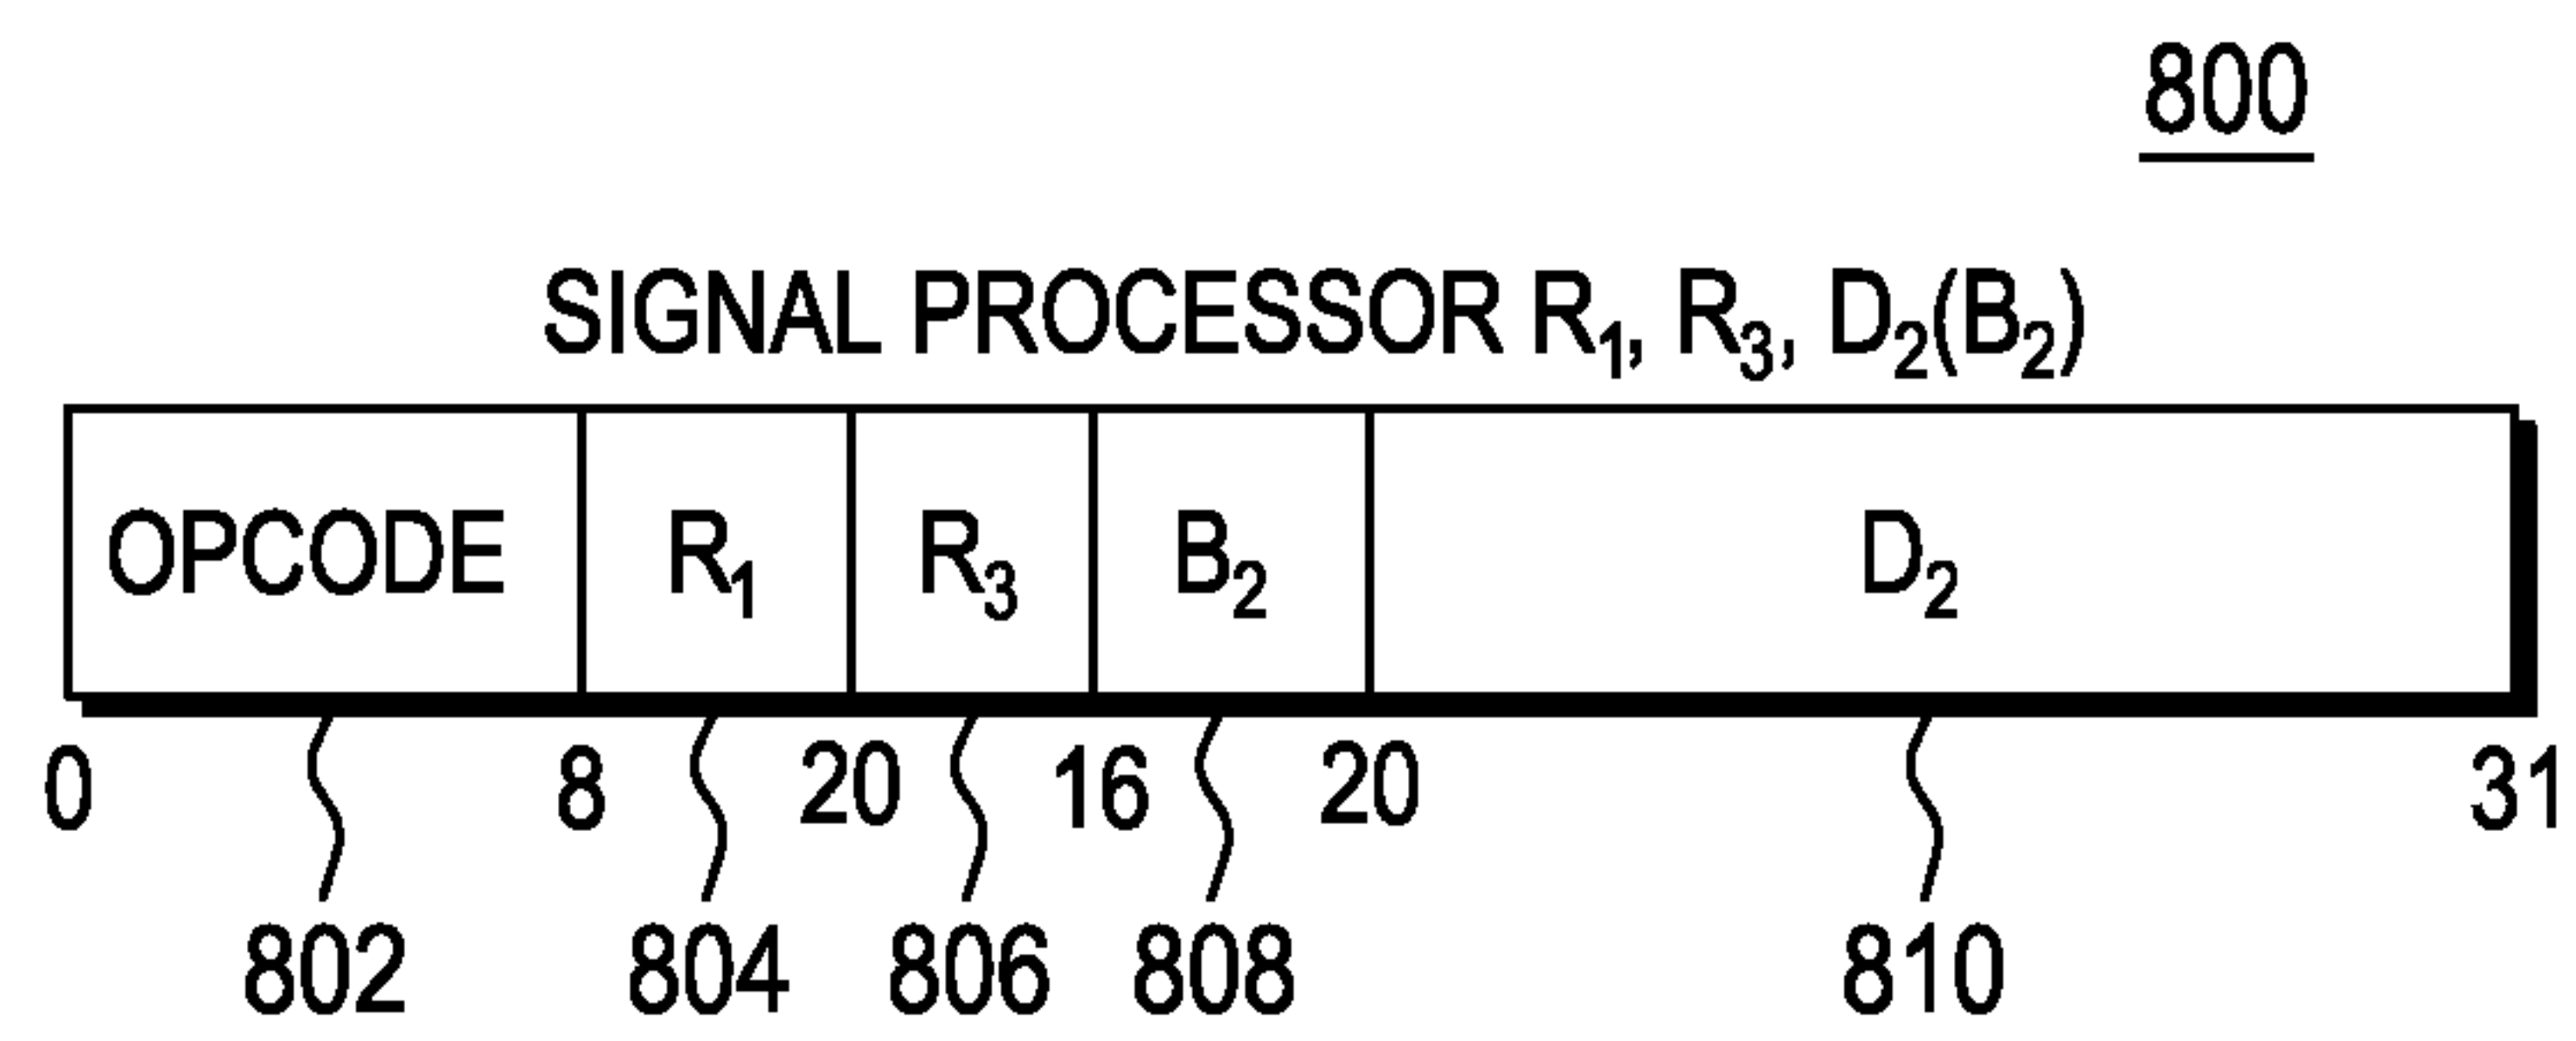 800
SIGNAL PROCESSOR R₁, R₃, D₂(B₂)
OPCODE R₁ R₃ B₂ D₂
0 8 20 16 20 31
802 804 806 808 810